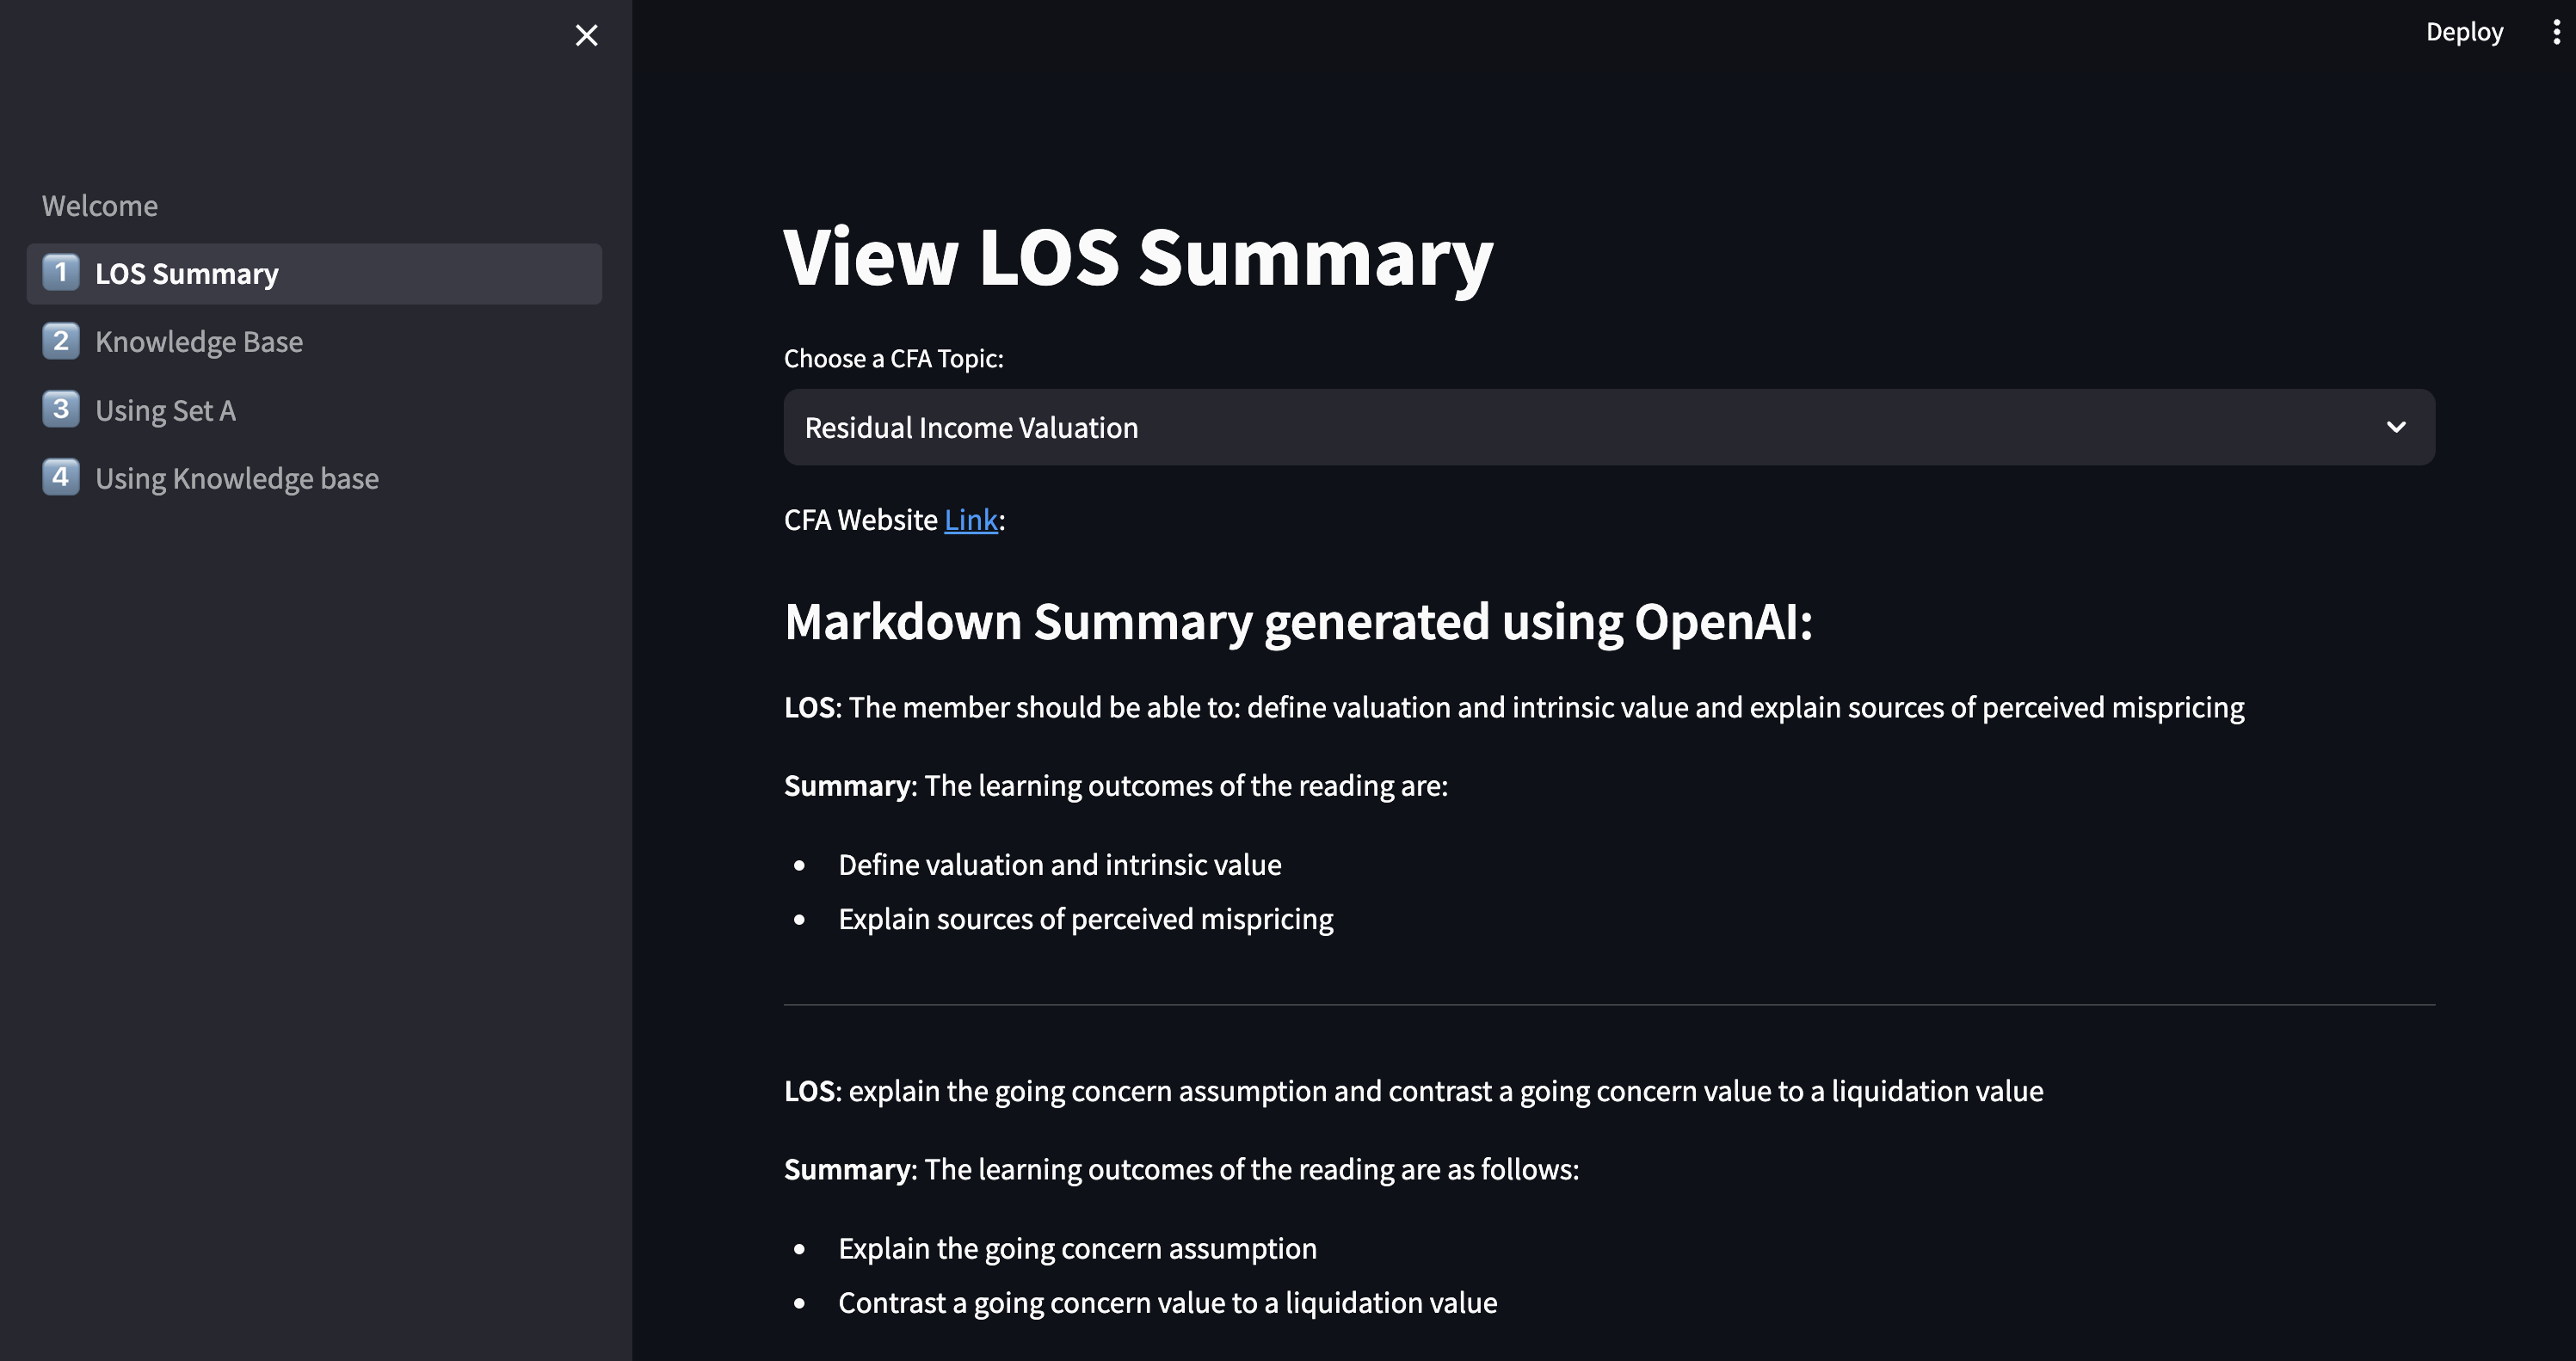 Deploy
Welcome
1 LOS Summary
2 Knowledge Base
3 Using Set A
4 Using Knowledge base
View LOS Summary
Choose a CFA Topic:
Residual Income Valuation
CFA Website Link:
Markdown Summary generated using OpenAI:
LOS: The member should be able to: define valuation and intrinsic value and explain sources of perceived mispricing
Summary: The learning outcomes of the reading are:
• Define valuation and intrinsic value
• Explain sources of perceived mispricing
LOS: explain the going concern assumption and contrast a going concern value to a liquidation value
Summary: The learning outcomes of the reading are as follows:
• Explain the going concern assumption
• Contrast a going concern value to a liquidation value